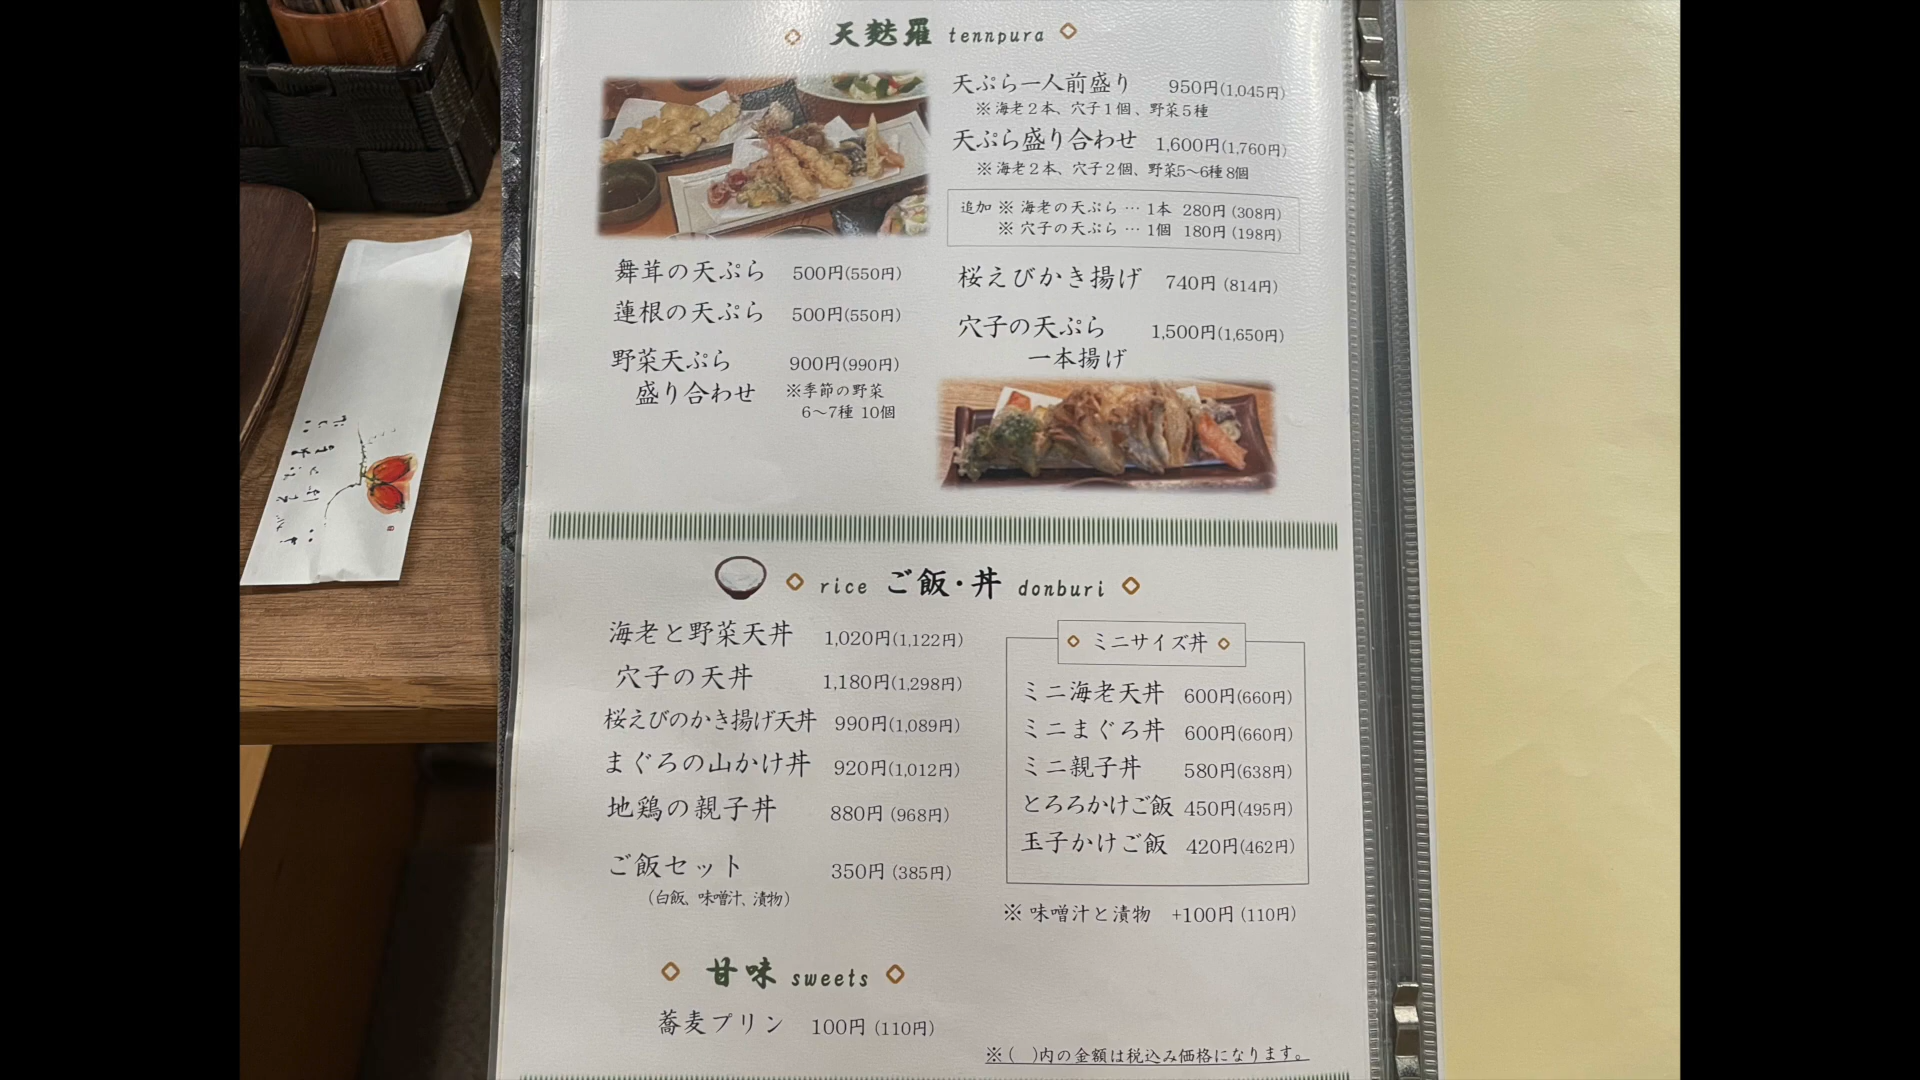 天麩羅 tennpura
天ぷら一人前盛り 950円(1,045円)
※海老2本、穴子1個、野菜5種
天ぷら盛り合わせ 1,600円(1,760円)
※海老2本、穴子2個、野菜5～6種8個
追加 ※ 海老の天ぷら … 1本 280円 (308円)
※ 穴子の天ぷら … 1個 180円 (198円)
舞茸の天ぷら 500円(550円)
蓮根の天ぷら 500円(550円)
野菜天ぷら 900円(990円)
盛り合わせ ※季節の野菜
6～7種 10個
桜えびかき揚げ 740円 (814円)
穴子の天ぷら 1,500円(1,650円)
一本揚げ
rice ご飯・丼 donburi
海老と野菜天丼 1,020円(1,122円)
穴子の天丼 1,180円(1,298円)
桜えびのかき揚げ天丼 990円(1,089円)
まぐろの山かけ丼 920円(1,012円)
地鶏の親子丼 880円 (968円)
ご飯セット 350円 (385円)
(白飯、味噌汁、漬物)
ミニサイズ丼
ミニ海老天丼 600円(660円)
ミニまぐろ丼 600円(660円)
ミニ親子丼 580円(638円)
とろろかけご飯 450円(495円)
玉子かけご飯 420円(462円)
※ 味噌汁と漬物 +100円 (110円)
甘味 sweets
蕎麦プリン 100円 (110円)
※( )内の金額は税込み価格になります。